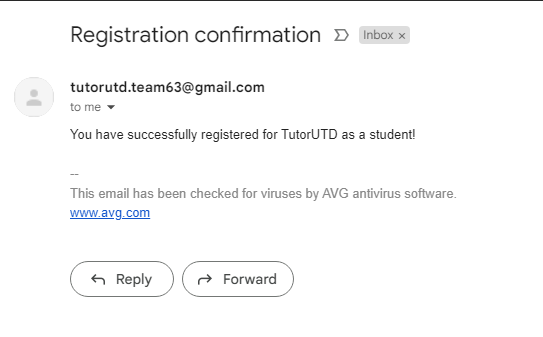 Registration confirmation Inbox ×
tutorutd.team63@gmail.com
to me
You have successfully registered for TutorUTD as a student!
--
This email has been checked for viruses by AVG antivirus software.
www.avg.com
Reply Forward